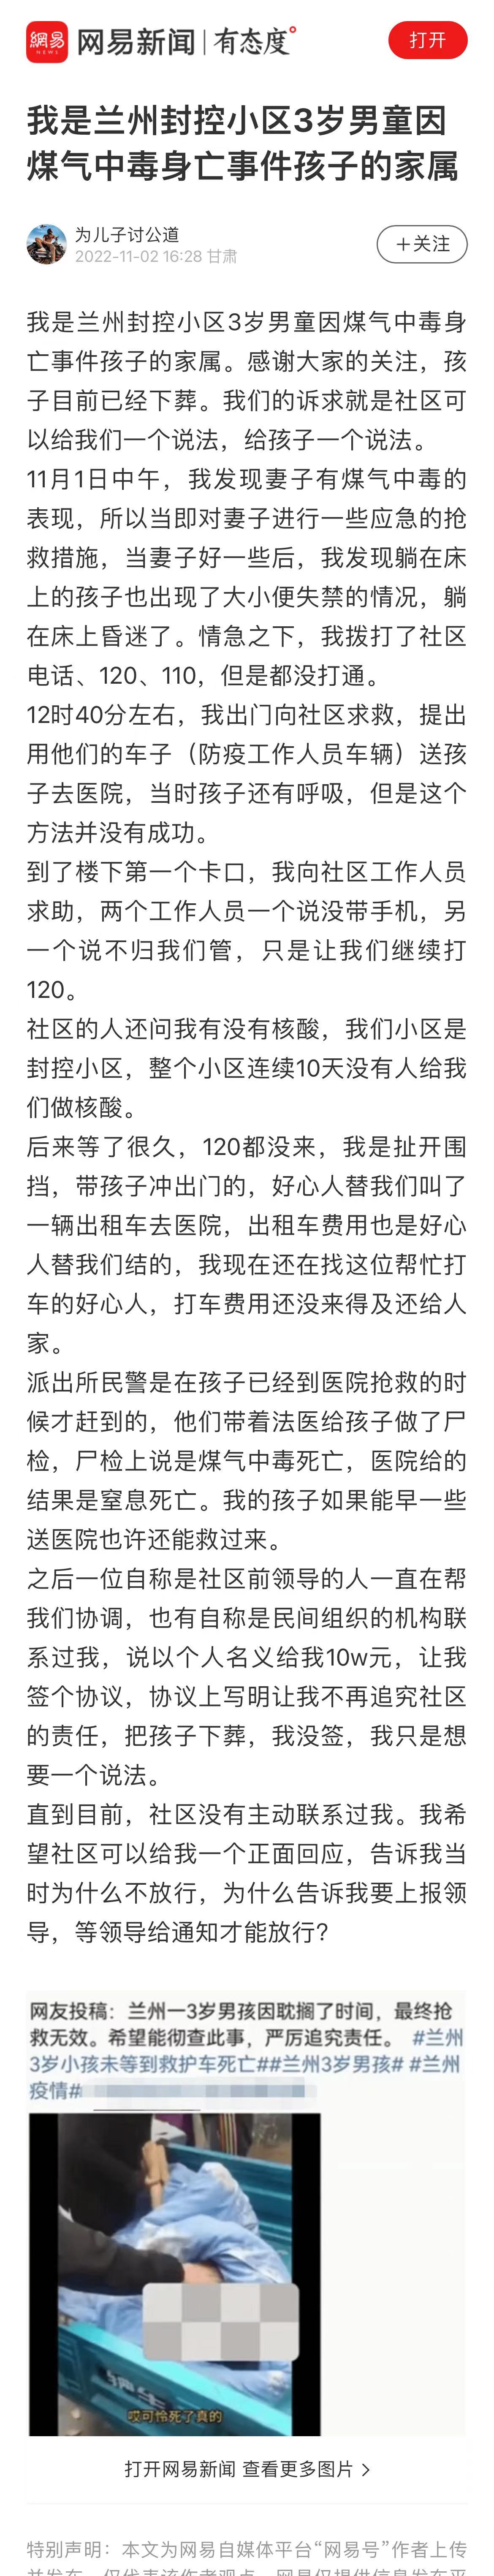 網易
NEWS
网易新闻 | 有态度°
打开
我是兰州封控小区3岁男童因
煤气中毒身亡事件孩子的家属
为儿子讨公道
2022-11-02 16:28 甘肃
＋关注
我是兰州封控小区3岁男童因煤气中毒身
亡事件孩子的家属。感谢大家的关注，孩
子目前已经下葬。我们的诉求就是社区可
以给我们一个说法，给孩子一个说法。
11月1日中午，我发现妻子有煤气中毒的
表现，所以当即对妻子进行一些应急的抢
救措施，当妻子好一些后，我发现躺在床
上的孩子也出现了大小便失禁的情况，躺
在床上昏迷了。情急之下，我拨打了社区
电话、120、110，但是都没打通。
12时40分左右，我出门向社区求救，提出
用他们的车子（防疫工作人员车辆）送孩
子去医院，当时孩子还有呼吸，但是这个
方法并没有成功。
到了楼下第一个卡口，我向社区工作人员
求助，两个工作人员一个说没带手机，另
一个说不归我们管，只是让我们继续打
120。
社区的人还问我有没有核酸，我们小区是
封控小区，整个小区连续10天没有人给我
们做核酸。
后来等了很久，120都没来，我是扯开围
挡，带孩子冲出门的，好心人替我们叫了
一辆出租车去医院，出租车费用也是好心
人替我们结的，我现在还在找这位帮忙打
车的好心人，打车费用还没来得及还给人
家。
派出所民警是在孩子已经到医院抢救的时
候才赶到的，他们带着法医给孩子做了尸
检，尸检上说是煤气中毒死亡，医院给的
结果是窒息死亡。我的孩子如果能早一些
送医院也许还能救过来。
之后一位自称是社区前领导的人一直在帮
我们协调，也有自称是民间组织的机构联
系过我，说以个人名义给我10w元，让我
签个协议，协议上写明让我不再追究社区
的责任，把孩子下葬，我没签，我只是想
要一个说法。
直到目前，社区没有主动联系过我。我希
望社区可以给我一个正面回应，告诉我当
时为什么不放行，为什么告诉我要上报领
导，等领导给通知才能放行?
网友投稿：兰州一3岁男孩因耽搁了时间，最终抢
救无效。希望能彻查此事，严厉追究责任。 #兰州
3岁小孩未等到救护车死亡##兰州3岁男孩# #兰州
疫情#
哎可怜死了真的
打开网易新闻 查看更多图片 >
特别声明：本文为网易自媒体平台“网易号”作者上传
并发布，仅代表该作者观点。网易仅提供信息发布平